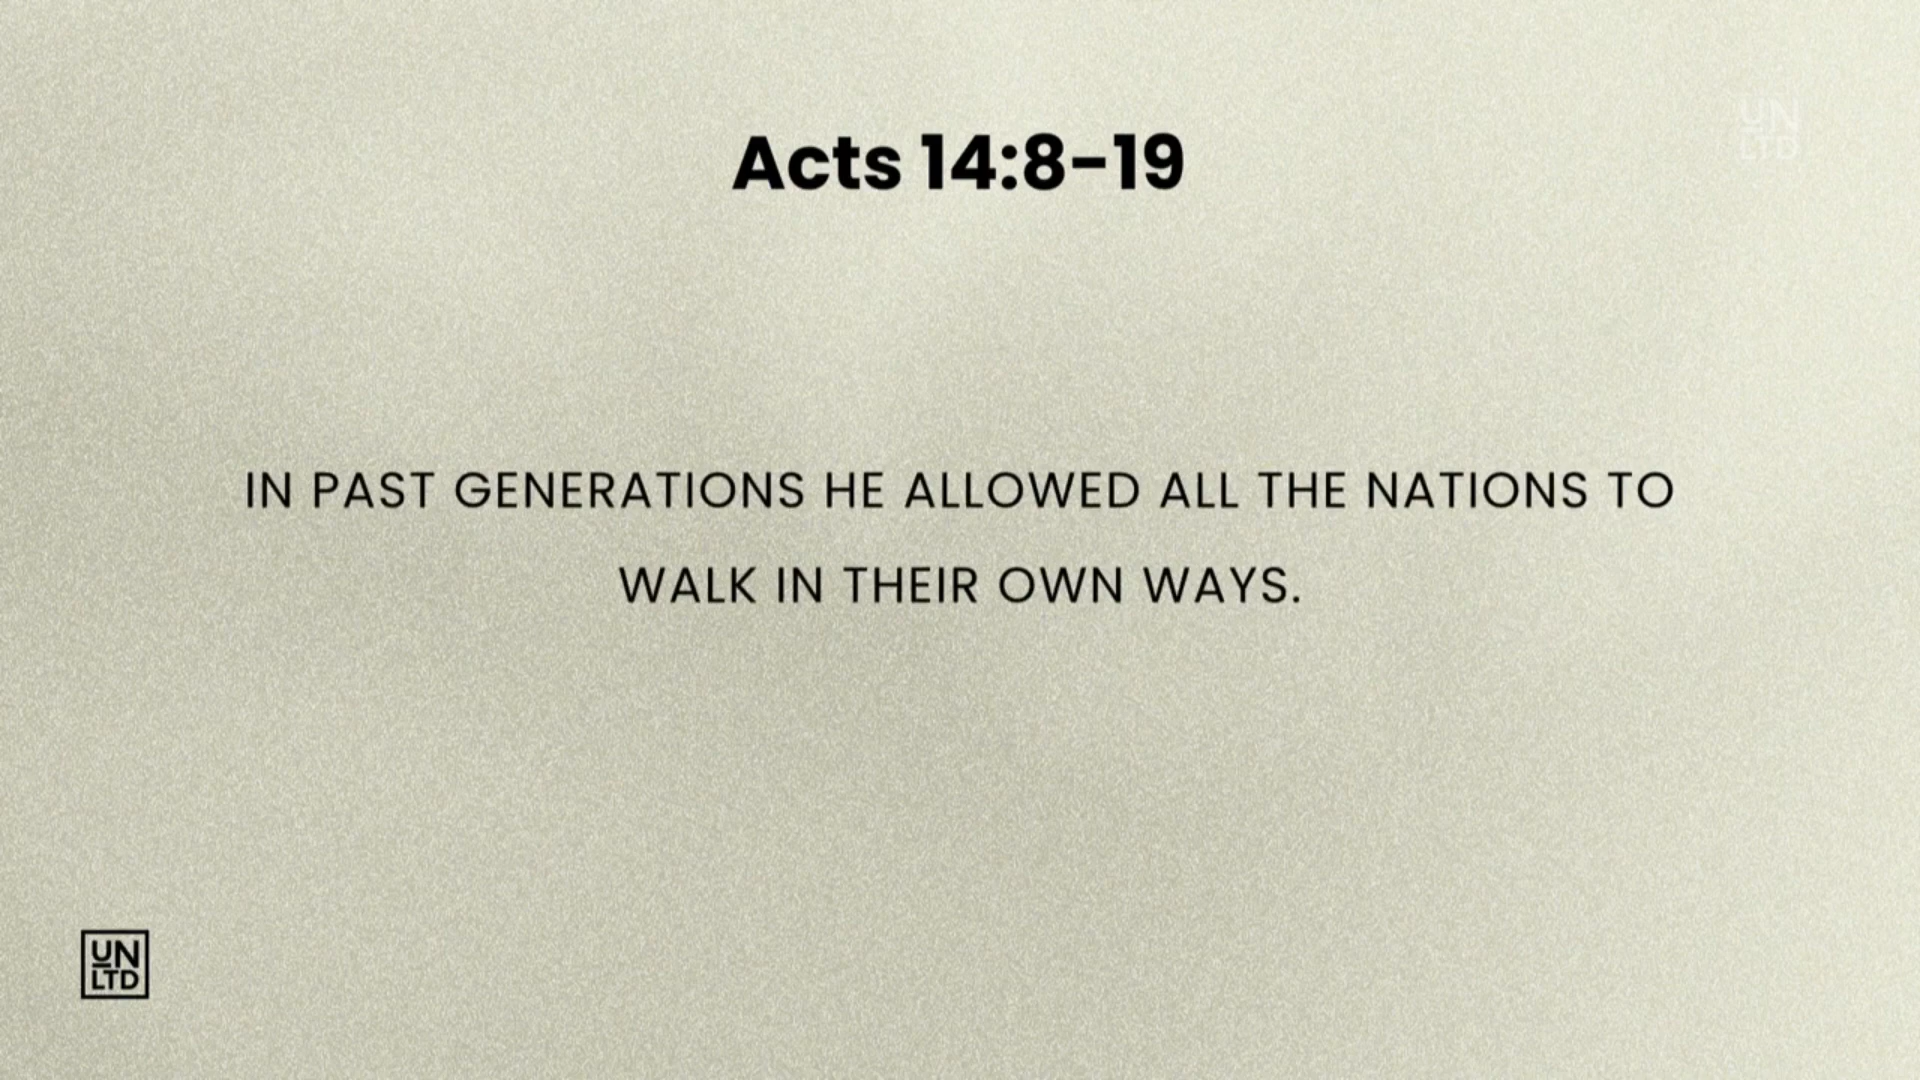 UN
LTD
Acts 14:8-19
IN PAST GENERATIONS HE ALLOWED ALL THE NATIONS TO
WALK IN THEIR OWN WAYS.
UN
LTD